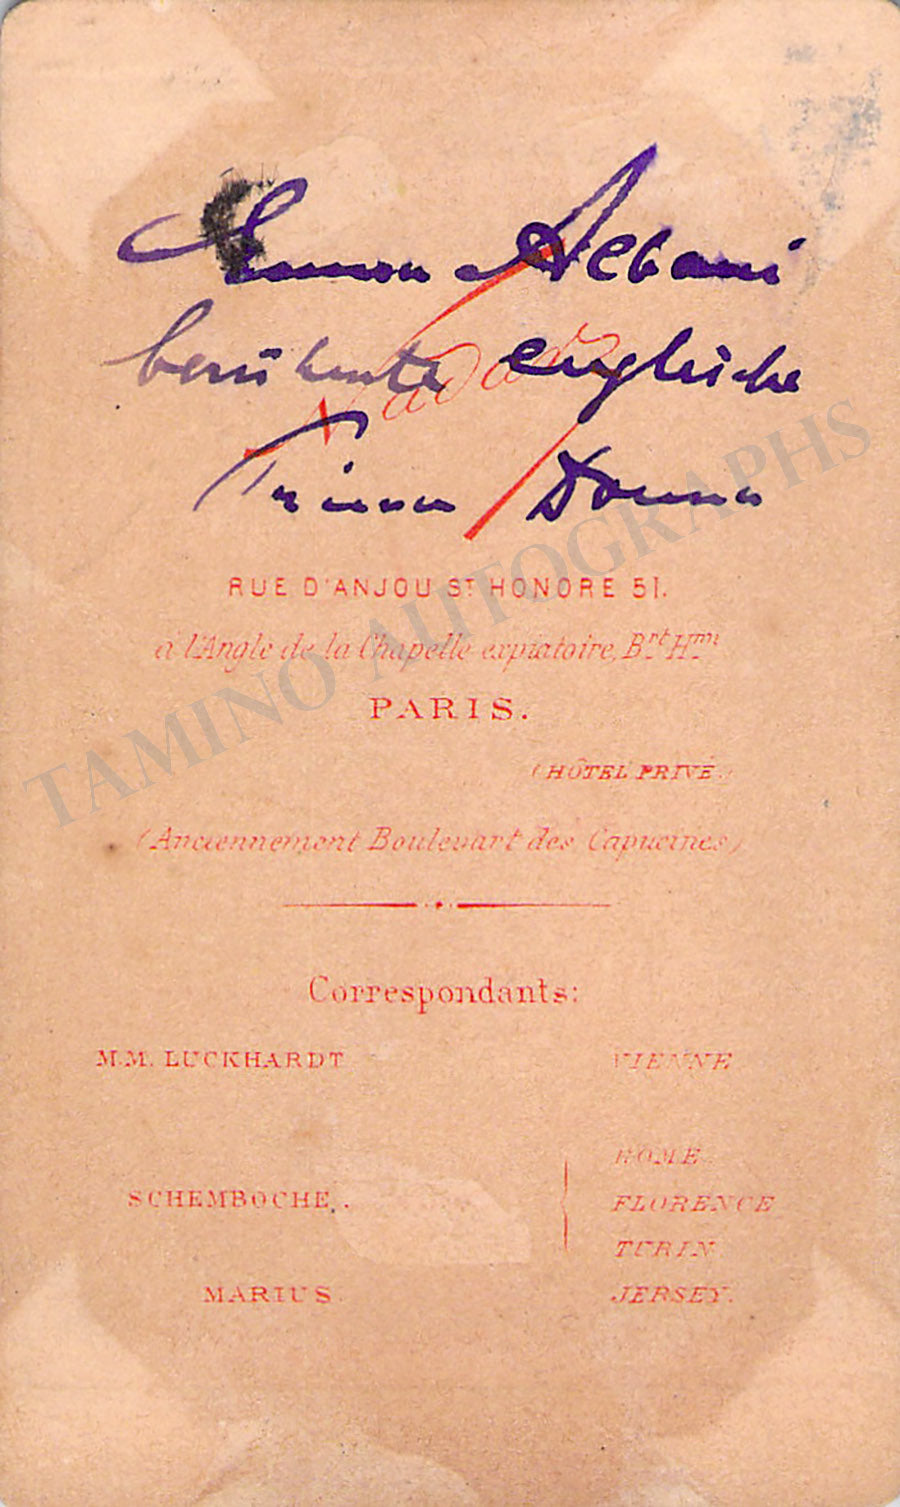 Emma Albani
berühmte englische
Prima Donna
Nadar
RUE D'ANJOU ST HONORE 51.
à l'Angle de la Chapelle expiatoire, Brt Hmn
PARIS.
(HÔTEL PRIVÉ.)
(Anciennement Boulevart des Capucines)
Correspondants:
M.M. LUCKHARDT VIENNE
ROME
SCHEMBOCHE. FLORENCE
TURIN
MARIUS JERSEY.
TAMINO AUTOGRAPHS